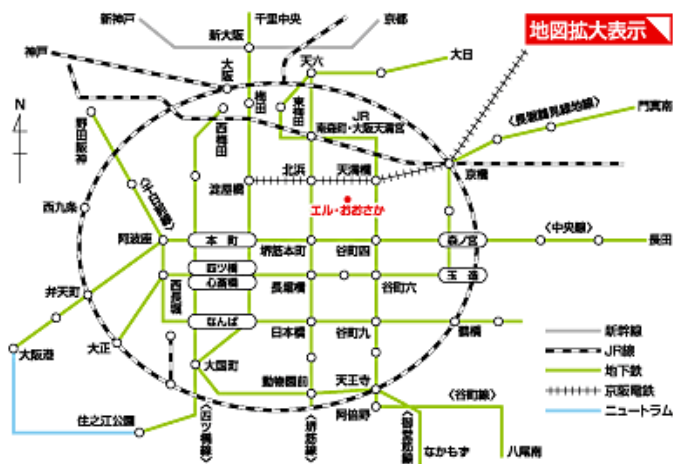 新神戸
千里中央
京都
地図拡大表示
神戸
新大阪
大阪
天六
大日
N
梅田
東梅田
JR
南森町・大阪天満宮
〈長堀鶴見緑地線〉
門真南
野田阪神
西梅田
淀屋橋
北浜
天満橋
京橋
エル・おおさか
西九条
〈千日前線〉
阿波座
本町
堺筋本町
谷町四
森ノ宮
〈中央線〉
長田
四ツ橋
心斎橋
西長堀
長堀橋
谷町六
玉造
弁天町
なんば
日本橋
谷町九
鶴橋
大阪港
大正
大国町
動物園前
天王寺
阿倍野
住之江公園
〈四ツ橋線〉
〈堺筋線〉
〈御堂筋線〉
なかもず
〈谷町線〉
八尾南
新幹線
JR線
地下鉄
京阪電鉄
ニュートラム